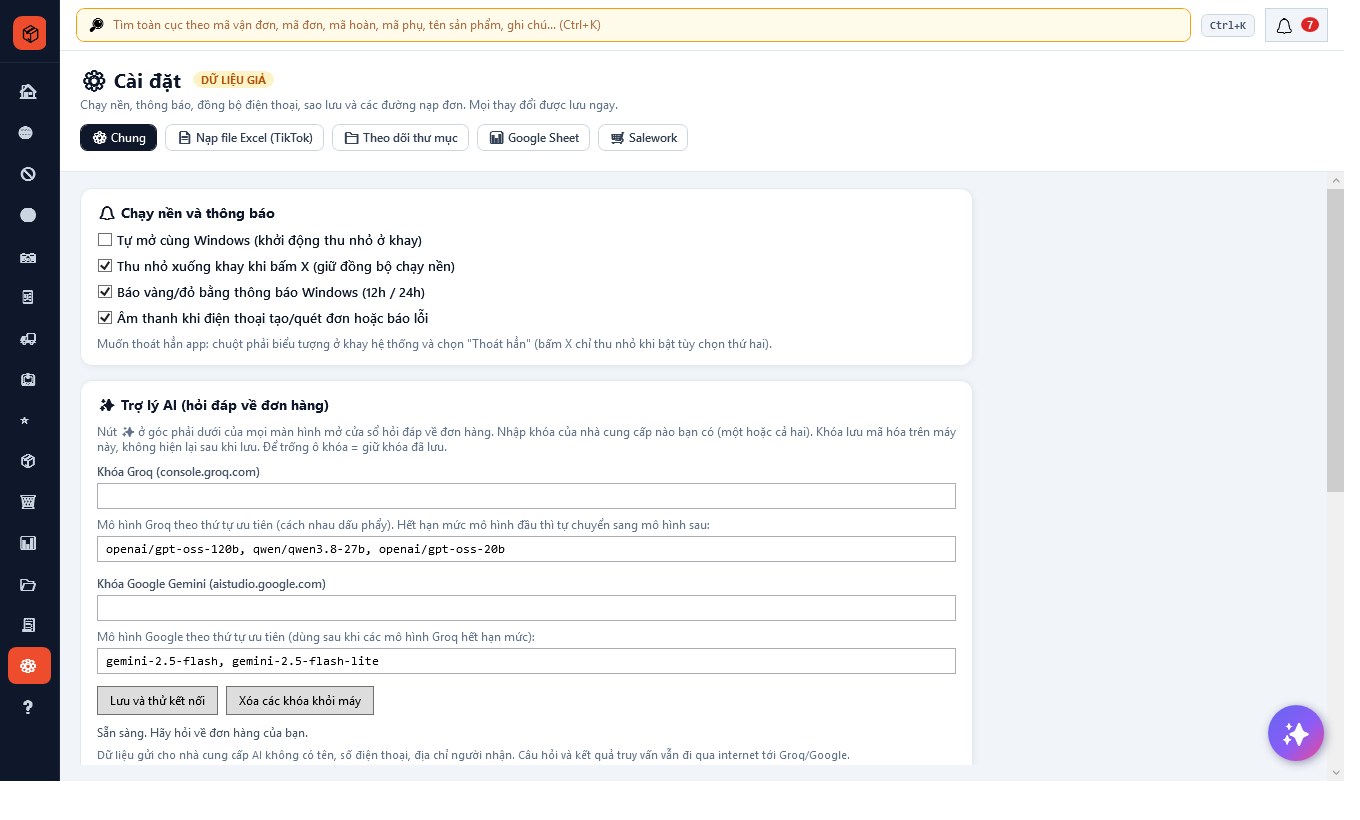 Tìm toàn cục theo mã vận đơn, mã đơn, mã hoàn, mã phụ, tên sản phẩm, ghi chú... (Ctrl+K)
Ctrl+K
7
Cài đặt
DỮ LIỆU GIẢ
Chạy nền, thông báo, đồng bộ điện thoại, sao lưu và các đường nạp đơn. Mọi thay đổi được lưu ngay.
Chung
Nạp file Excel (TikTok)
Theo dõi thư mục
Google Sheet
Salework
Chạy nền và thông báo
Tự mở cùng Windows (khởi động thu nhỏ ở khay)
Thu nhỏ xuống khay khi bấm X (giữ đồng bộ chạy nền)
Báo vàng/đỏ bằng thông báo Windows (12h / 24h)
Âm thanh khi điện thoại tạo/quét đơn hoặc báo lỗi
Muốn thoát hẳn app: chuột phải biểu tượng ở khay hệ thống và chọn "Thoát hẳn" (bấm X chỉ thu nhỏ khi bật tùy chọn thứ hai).
Trợ lý AI (hỏi đáp về đơn hàng)
Nút ✨ ở góc phải dưới của mọi màn hình mở cửa sổ hỏi đáp về đơn hàng. Nhập khóa của nhà cung cấp nào bạn có (một hoặc cả hai). Khóa lưu mã hóa trên máy
này, không hiện lại sau khi lưu. Để trống ô khóa = giữ khóa đã lưu.
Khóa Groq (console.groq.com)
Mô hình Groq theo thứ tự ưu tiên (cách nhau dấu phẩy). Hết hạn mức mô hình đầu thì tự chuyển sang mô hình sau:
openai/gpt-oss-120b, qwen/qwen3.8-27b, openai/gpt-oss-20b
Khóa Google Gemini (aistudio.google.com)
Mô hình Google theo thứ tự ưu tiên (dùng sau khi các mô hình Groq hết hạn mức):
gemini-2.5-flash, gemini-2.5-flash-lite
Lưu và thử kết nối
Xóa các khóa khỏi máy
Sẵn sàng. Hãy hỏi về đơn hàng của bạn.
Dữ liệu gửi cho nhà cung cấp AI không có tên, số điện thoại, địa chỉ người nhận. Câu hỏi và kết quả truy vấn vẫn đi qua internet tới Groq/Google.
?